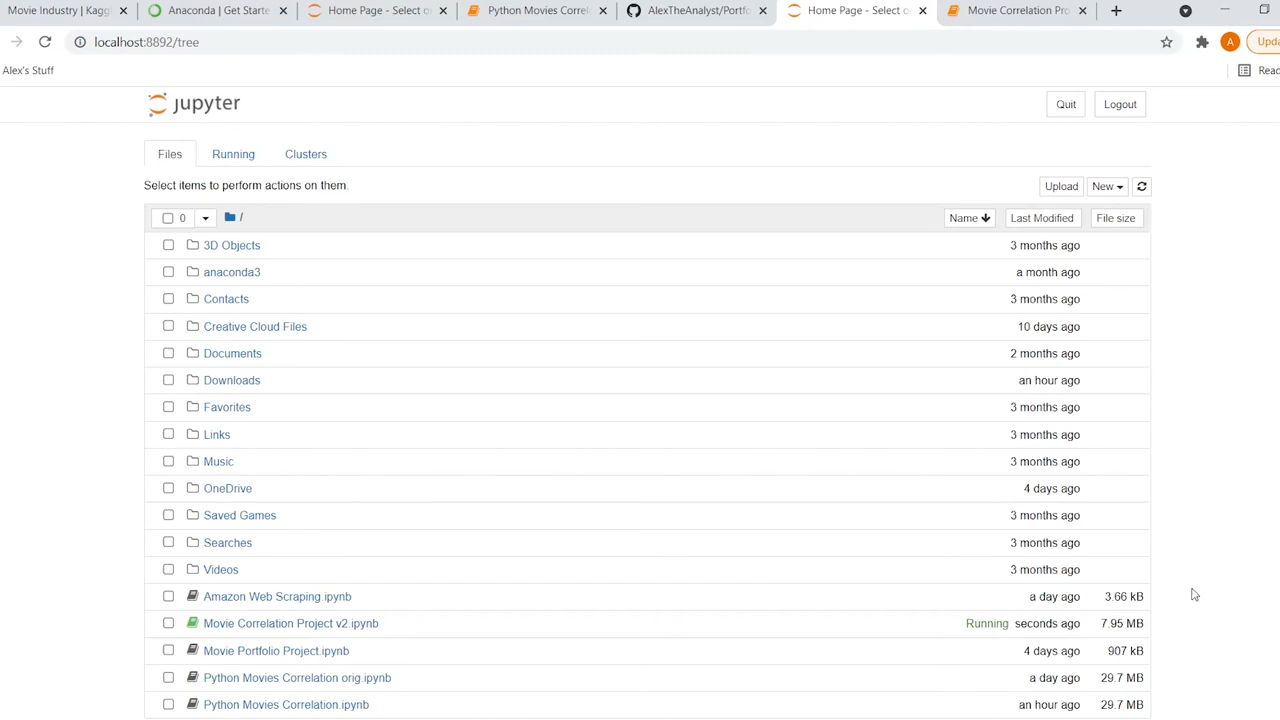 Movie Industry | Kagg Anaconda | Get Starte Home Page - Select o Python Movies Correl AlexTheAnalyst/Portfo Home Page - Select o Movie Correlation Pro
localhost:8892/tree A Upda
Alex's Stuff Reac
jupyter Quit Logout
Files Running Clusters
Select items to perform actions on them. Upload New
0 / Name Last Modified File size
3D Objects 3 months ago
anaconda3 a month ago
Contacts 3 months ago
Creative Cloud Files 10 days ago
Documents 2 months ago
Downloads an hour ago
Favorites 3 months ago
Links 3 months ago
Music 3 months ago
OneDrive 4 days ago
Saved Games 3 months ago
Searches 3 months ago
Videos 3 months ago
Amazon Web Scraping.ipynb a day ago 3.66 kB
Movie Correlation Project v2.ipynb Running seconds ago 7.95 MB
Movie Portfolio Project.ipynb 4 days ago 907 kB
Python Movies Correlation orig.ipynb a day ago 29.7 MB
Python Movies Correlation.ipynb an hour ago 29.7 MB